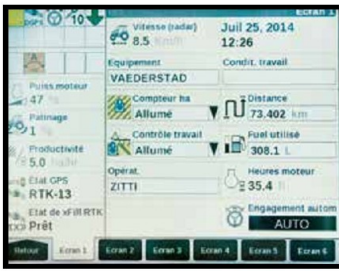 Ecran 1
DGPS
10
Vitesse (radar)
8.5 Km/h
Juil 25, 2014
12:26
Equipement
VAEDERSTAD
Condit. travail
Puiss moteur
47 %
Compteur ha
Allumé
Distance
73.402 km
Patinage
1 %
Contrôle travail
Allumé
Fuel utilisé
308.1 L
Productivité
5.0 ha/hr
Opérat.
ZITTI
Heures moteur
35.4 h
Etat GPS
RTK-13
Etat de xFill RTK
Prêt
Engagement autom
AUTO
Retour
Ecran 1
Ecran 2
Ecran 3
Ecran 4
Ecran 5
Ecran 6